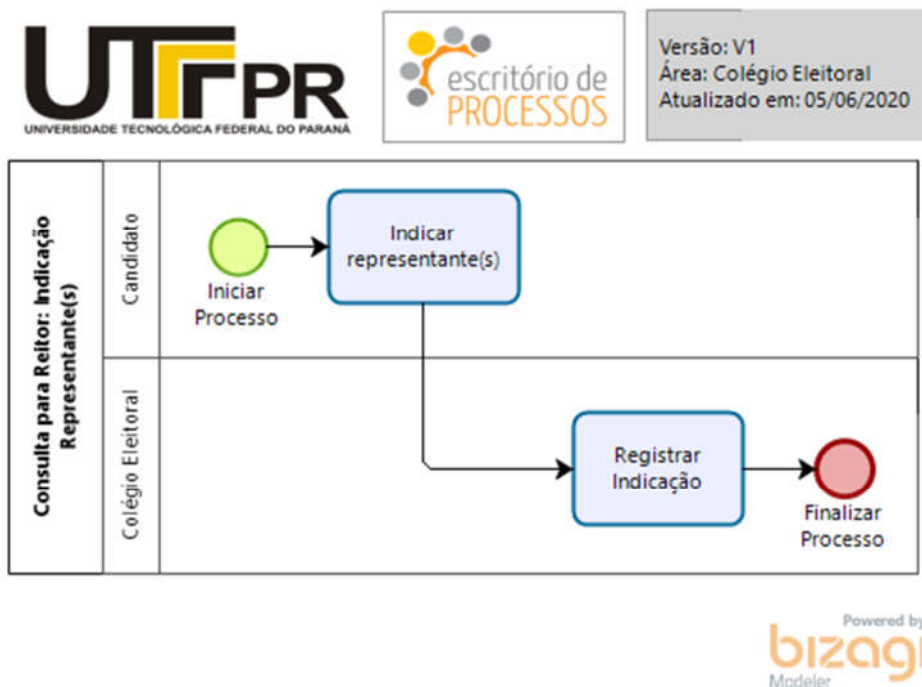 UTFPR
UNIVERSIDADE TECNOLÓGICA FEDERAL DO PARANÁ
escritório de
PROCESSOS
Versão: V1
Área: Colégio Eleitoral
Atualizado em: 05/06/2020
Consulta para Reitor: Indicação
Representante(s)
Candidato
Iniciar
Processo
Indicar
representante(s)
Colégio Eleitoral
Registrar
Indicação
Finalizar
Processo
Powered by
bizagi
Modeler